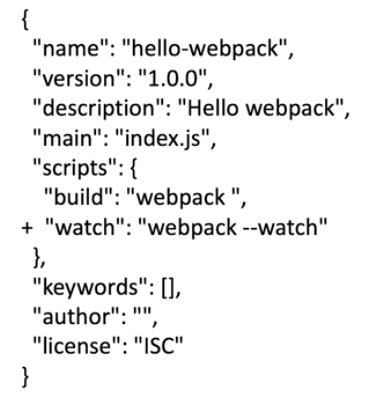 {
"name": "hello-webpack",
"version": "1.0.0",
"description": "Hello webpack",
"main": "index.js",
"scripts": {
"build": "webpack ",
+ "watch": "webpack --watch"
},
"keywords": [],
"author": "",
"license": "ISC"
}